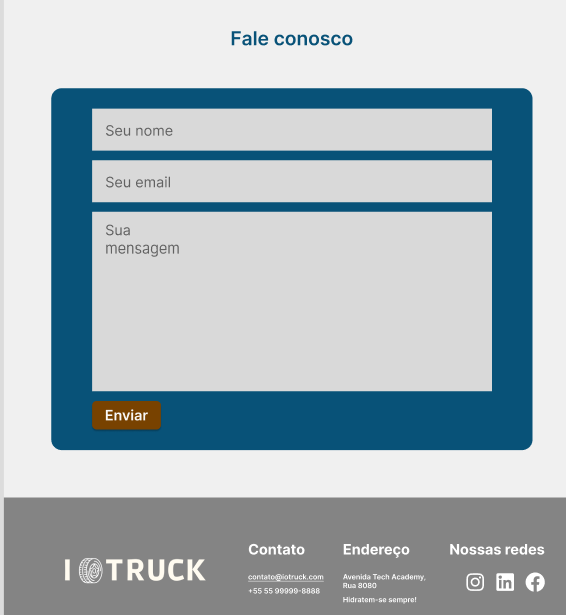 Fale conosco
Seu nome
Seu email
Sua
mensagem
Enviar
IOTRUCK
Contato
contato@iotruck.com
+55 55 99999-8888
Endereço
Avenida Tech Academy,
Rua 8080
Hidratem-se sempre!
Nossas redes